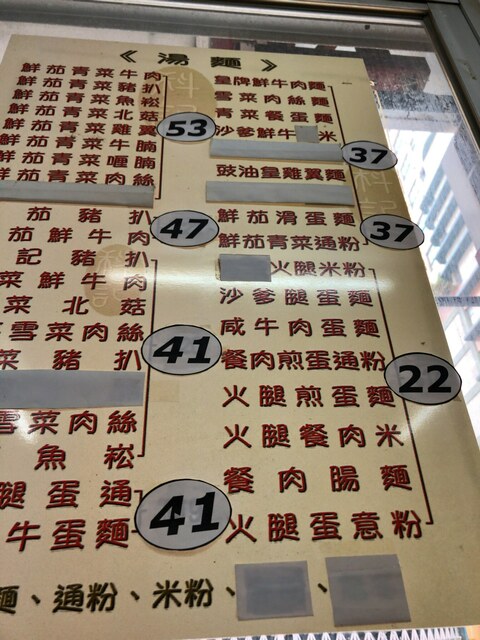 《 湯 麵 》
鮮茄青菜牛肉
鮮茄青菜豬扒
鮮茄青菜魚崧
鮮茄青菜北菇
鮮茄青菜雞翼
鮮茄青菜牛腩
鮮茄青菜喱腩
鮮茄青菜肉絲
53
茄豬扒
茄鮮牛肉
47
記豬扒
菜鮮牛肉
菜北菇
雪菜肉絲
菜豬扒
41
雪菜肉絲
魚崧
腿蛋通
牛蛋麵
41
皇牌鮮牛肉麵
雪菜肉絲麵
青菜餐蛋麵
沙爹鮮牛 米
37
豉油皇雞翼麵
鮮茄滑蛋麵
鮮茄青菜通粉
37
火腿米粉
沙爹腿蛋麵
咸牛肉蛋麵
餐肉煎蛋通粉
火腿煎蛋麵
火腿餐肉米
餐肉腸麵
火腿蛋意粉
22
麵、通粉、米粉、 、